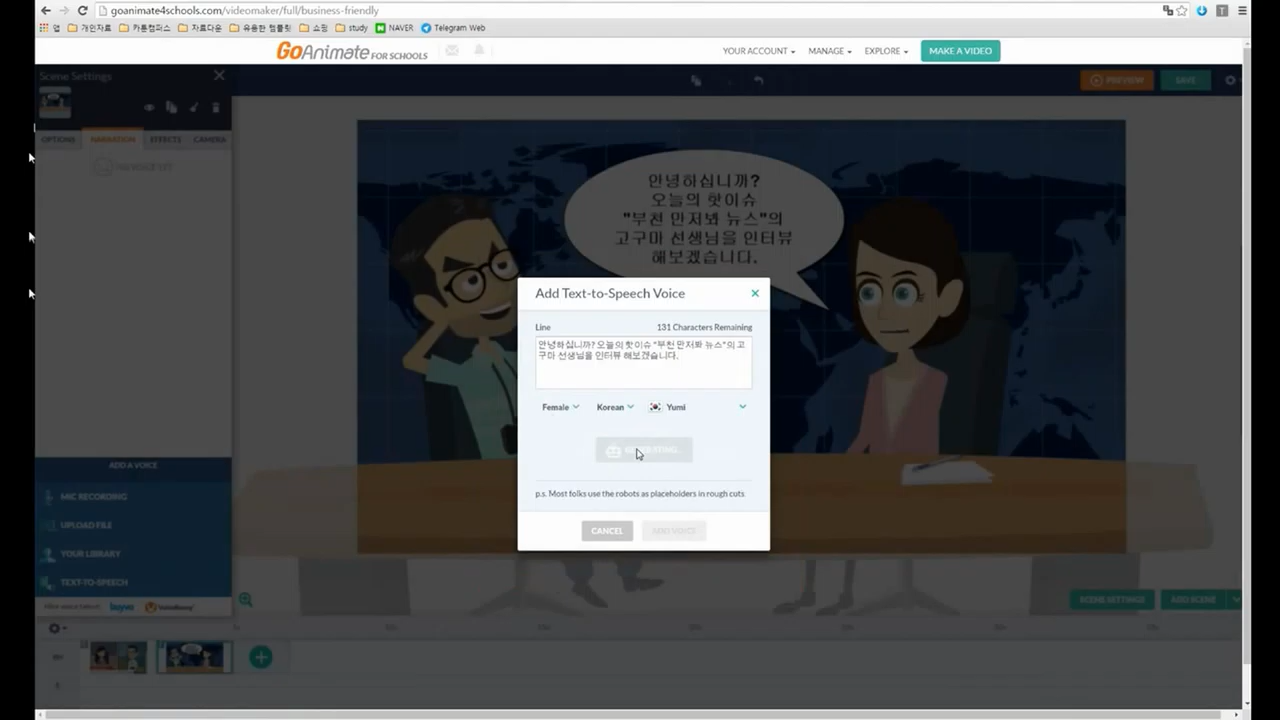 goanimate4schools.com/videomaker/full/business-friendly
앱 개인자료 카툰캠퍼스 자료다운 유용한 템플릿 쇼핑 study NAVER Telegram Web
GoAnimate FOR SCHOOLS
YOUR ACCOUNT MANAGE EXPLORE MAKE A VIDEO
Scene Settings
PREVIEW SAVE
OPTIONS NARRATION EFFECTS CAMERA
안녕하십니까?
오늘의 핫이슈
"부천 만저봐 뉴스"의
고구마 선생님을 인터뷰
해보겠습니다.
Add Text-to-Speech Voice
Line 131 Characters Remaining
안녕하십니까? 오늘의 핫이슈 "부천 만저봐 뉴스"의 고
구마 선생님을 인터뷰 해보겠습니다.
Female Korean Yumi
p.s. Most folks use the robots as placeholders in rough cuts.
CANCEL ADD VOICE
ADD A VOICE
MIC RECORDING
UPLOAD FILE
YOUR LIBRARY
TEXT-TO-SPEECH
SCENE SETTINGS ADD SCENE